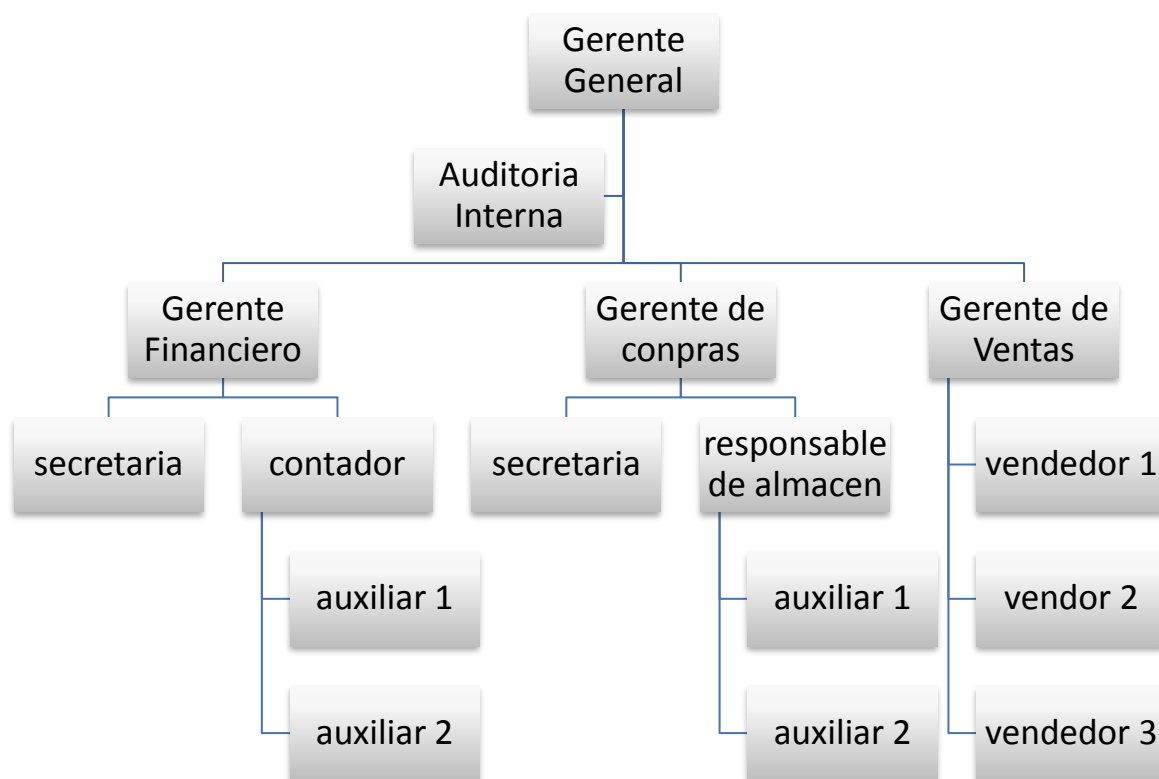 Gerente
General
Auditoria
Interna
Gerente
Financiero
Gerente de
conpras
Gerente de
Ventas
secretaria
contador
secretaria
responsable
de almacen
vendedor 1
auxiliar 1
auxiliar 1
vendor 2
auxiliar 2
auxiliar 2
vendedor 3